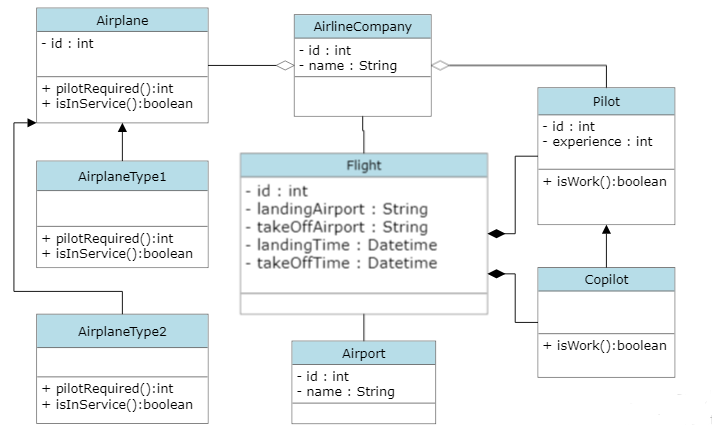 Airplane
- id : int
+ pilotRequired():int
+ isInService():boolean
AirlineCompany
- id : int
- name : String
Pilot
- id : int
- experience : int
+ isWork():boolean
Flight
- id : int
- landingAirport : String
- takeOffAirport : String
- landingTime : Datetime
- takeOffTime : Datetime
AirplaneType1
+ pilotRequired():int
+ isInService():boolean
Copilot
+ isWork():boolean
AirplaneType2
+ pilotRequired():int
+ isInService():boolean
Airport
- id : int
- name : String